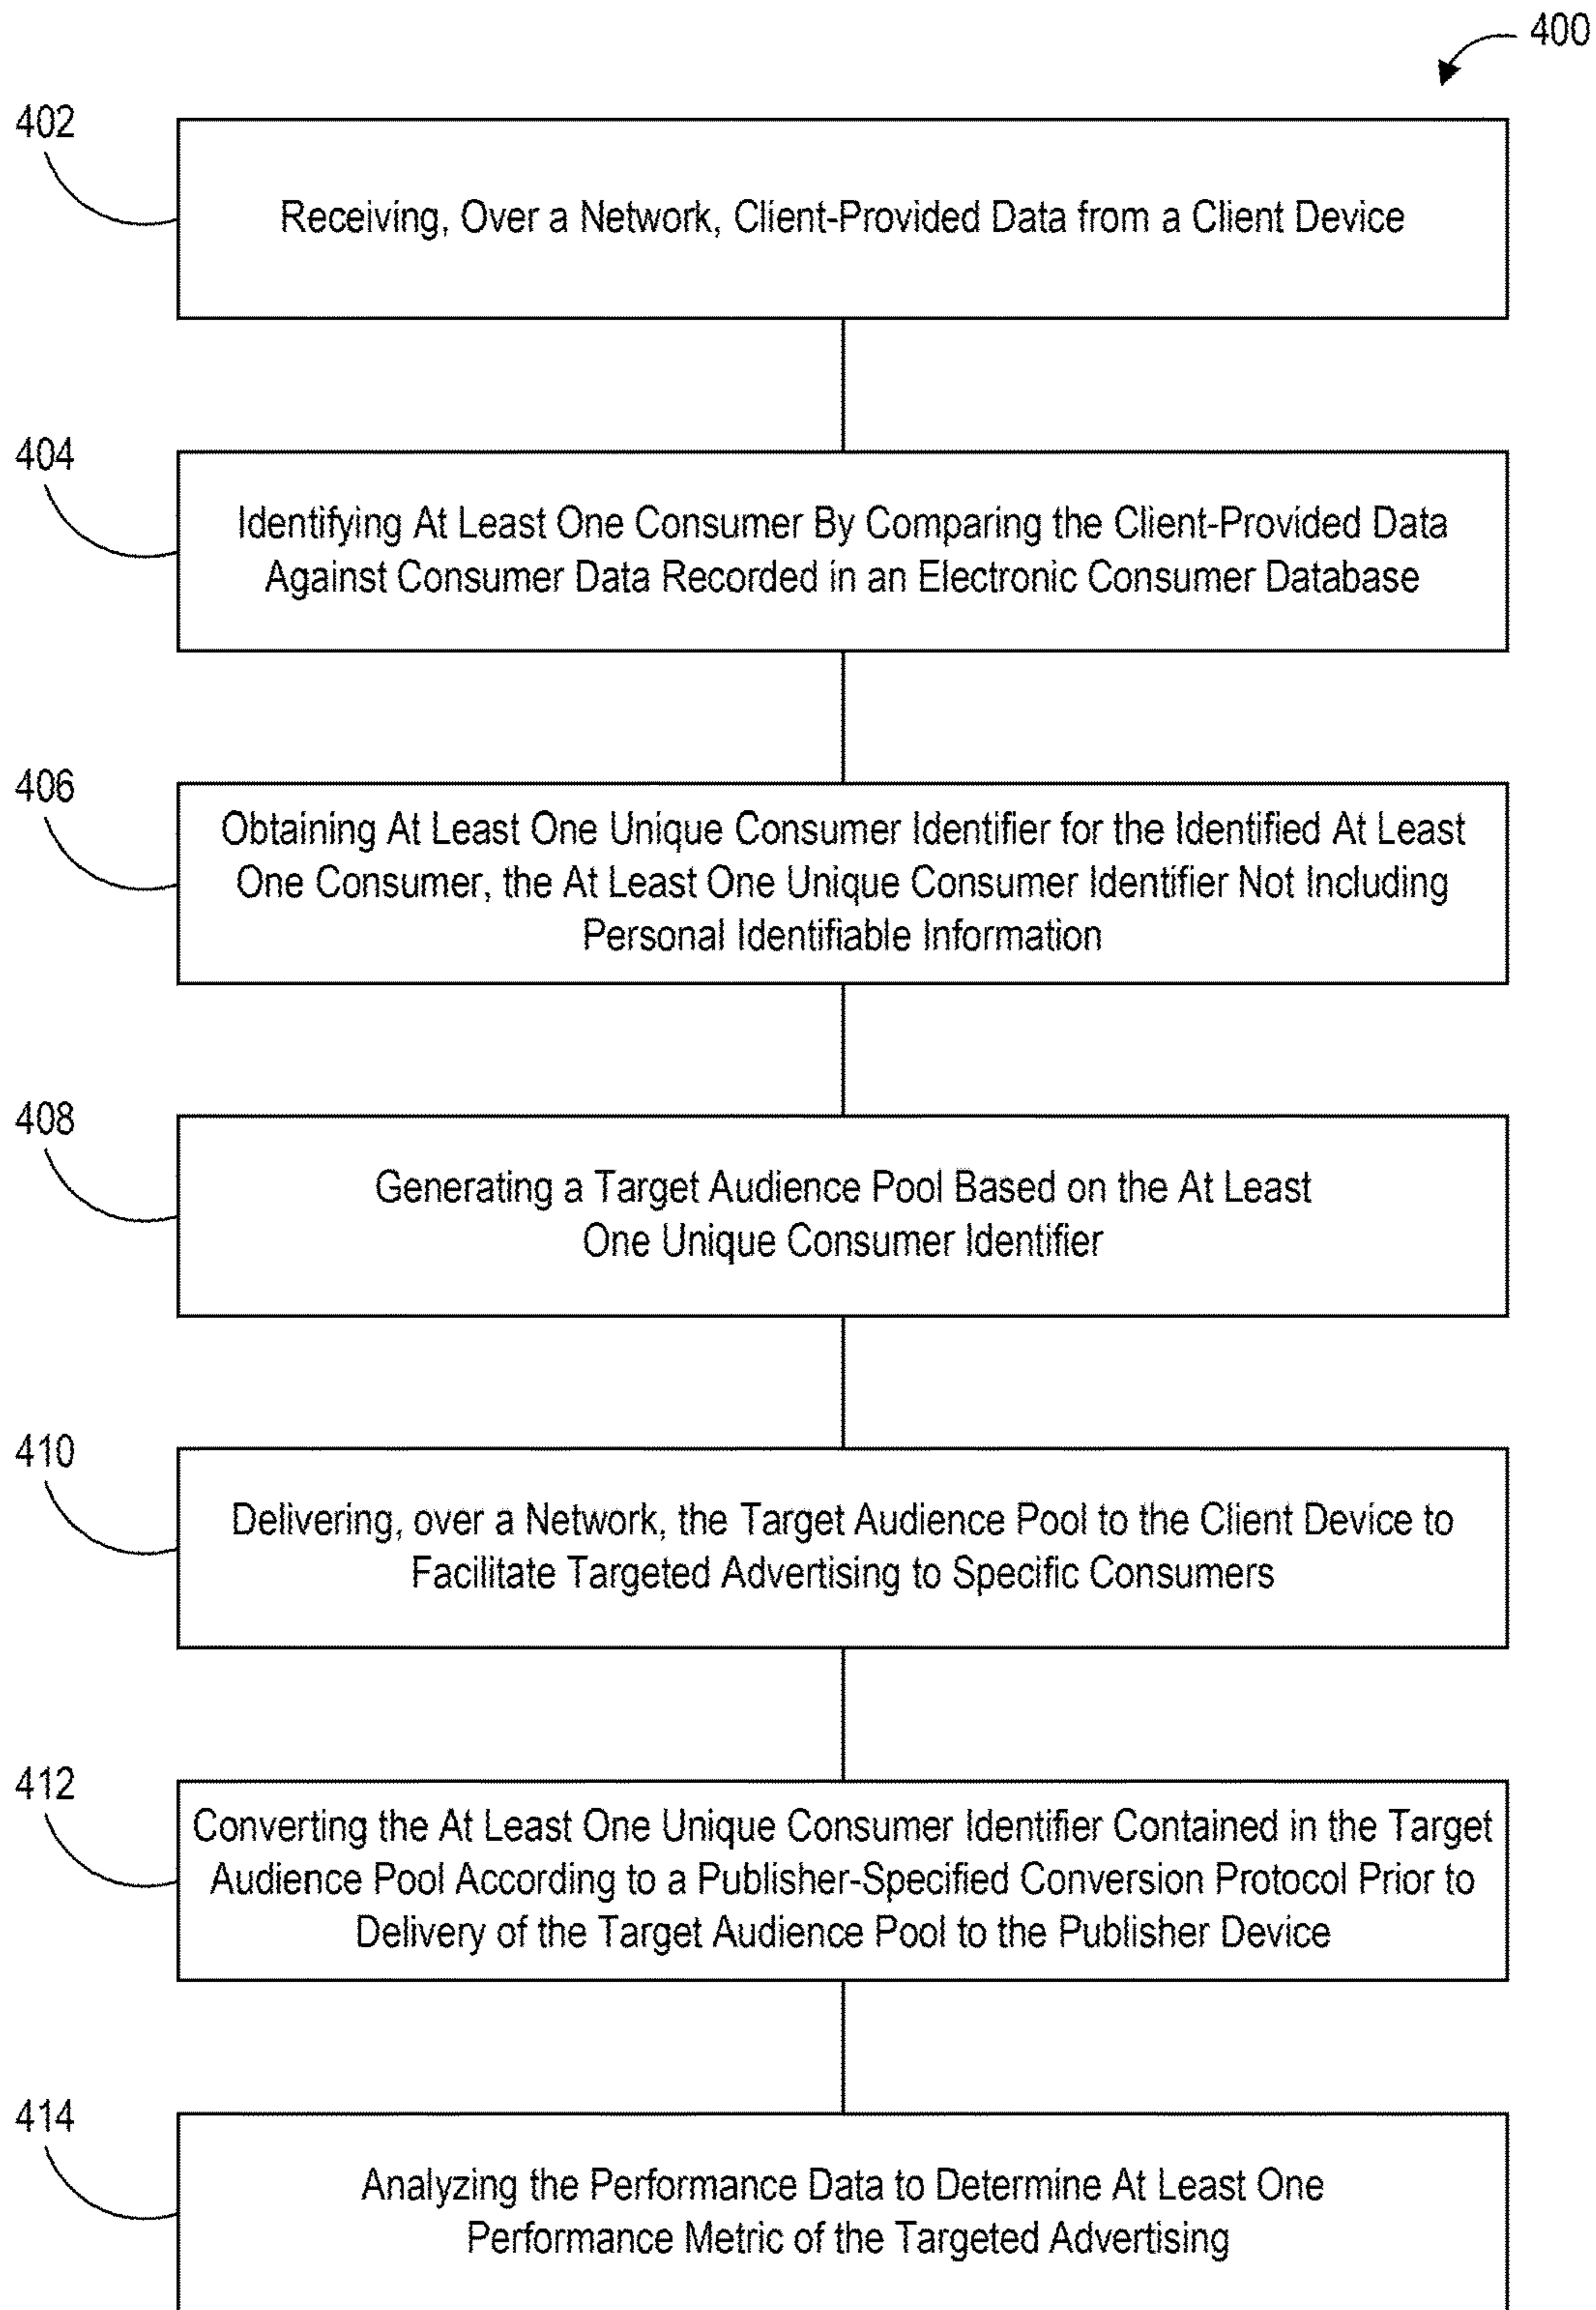 400
402
Receiving, Over a Network, Client-Provided Data from a Client Device
404
Identifying At Least One Consumer By Comparing the Client-Provided Data
Against Consumer Data Recorded in an Electronic Consumer Database
406
Obtaining At Least One Unique Consumer Identifier for the Identified At Least
One Consumer, the At Least One Unique Consumer Identifier Not Including
Personal Identifiable Information
408
Generating a Target Audience Pool Based on the At Least
One Unique Consumer Identifier
410
Delivering, over a Network, the Target Audience Pool to the Client Device to
Facilitate Targeted Advertising to Specific Consumers
412
Converting the At Least One Unique Consumer Identifier Contained in the Target
Audience Pool According to a Publisher-Specified Conversion Protocol Prior to
Delivery of the Target Audience Pool to the Publisher Device
414
Analyzing the Performance Data to Determine At Least One
Performance Metric of the Targeted Advertising